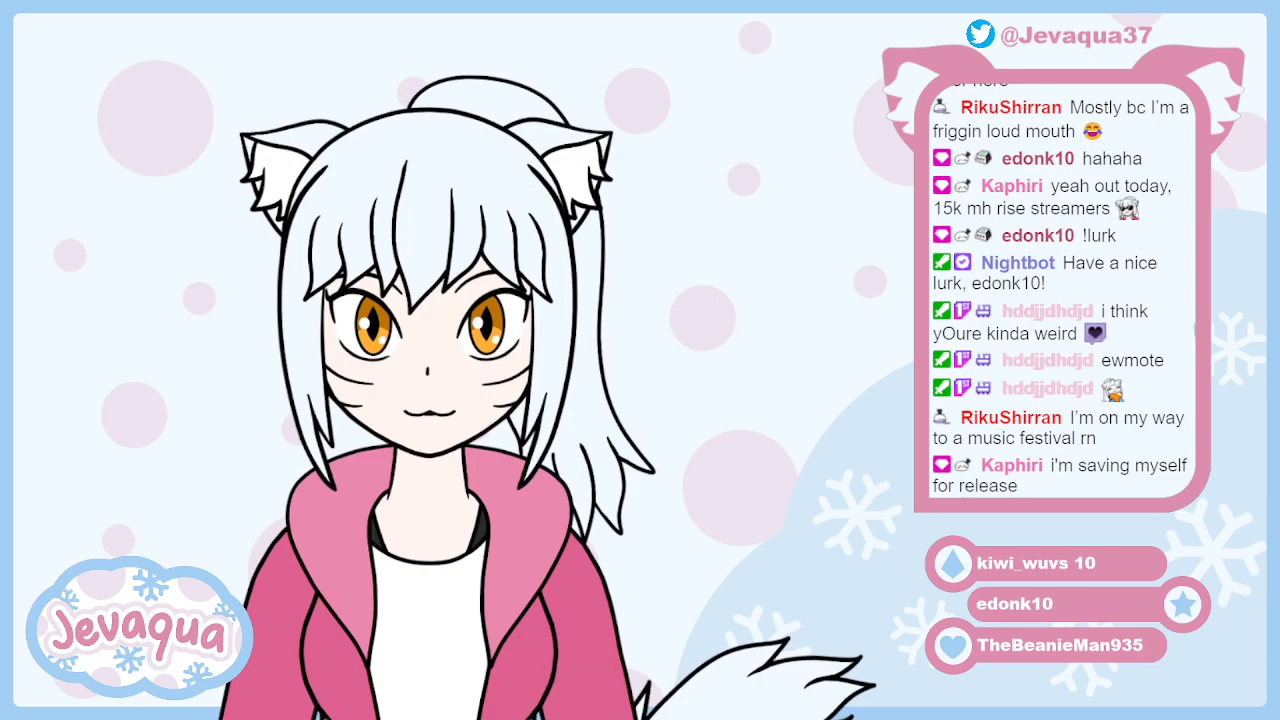 @Jevaqua37
RikuShirran Mostly bc I'm a
friggin loud mouth
edonk10 hahaha
Kaphiri yeah out today,
15k mh rise streamers
edonk10 !lurk
Nightbot Have a nice
lurk, edonk10!
hddjjdhdjd i think
yOure kinda weird
hddjjdhdjd ewmote
hddjjdhdjd
RikuShirran I'm on my way
to a music festival rn
Kaphiri i'm saving myself
for release
kiwi_wuvs 10
edonk10
TheBeanieMan935
Jevaqua